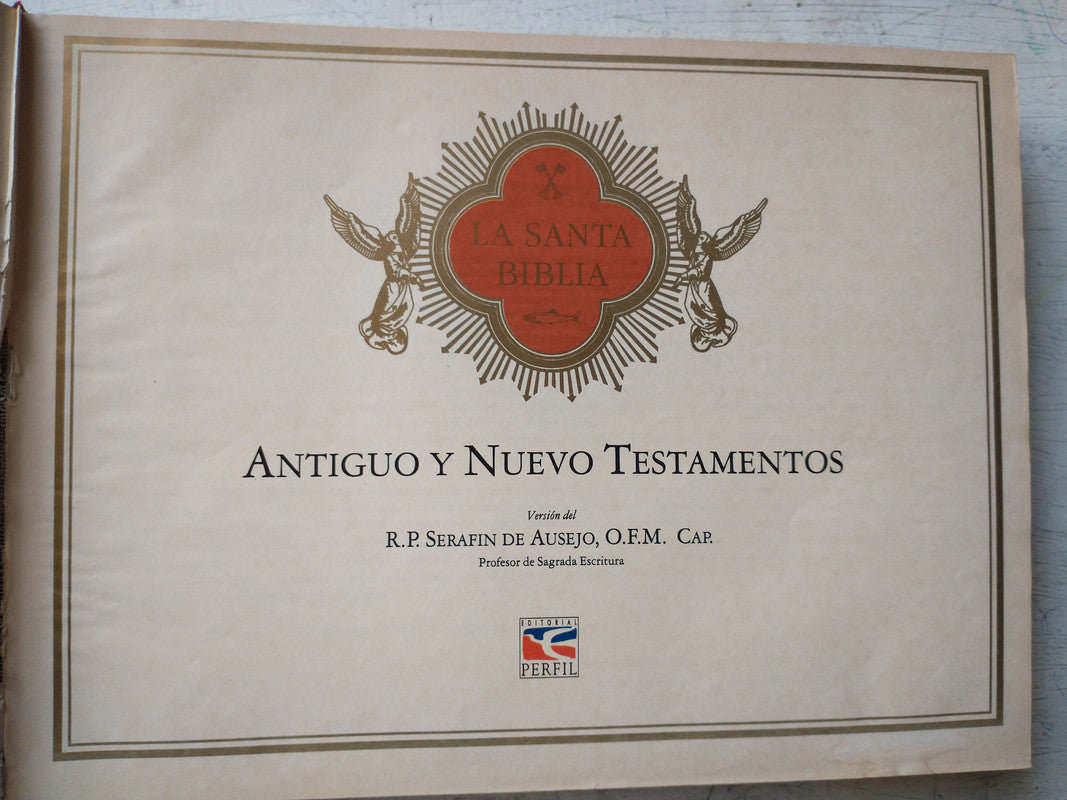 LA SANTA
BIBLIA
ANTIGUO Y NUEVO TESTAMENTOS
Versión del
R.P. SERAFIN DE AUSEJO, O.F.M. CAP.
Profesor de Sagrada Escritura
EDITORIAL
PERFIL